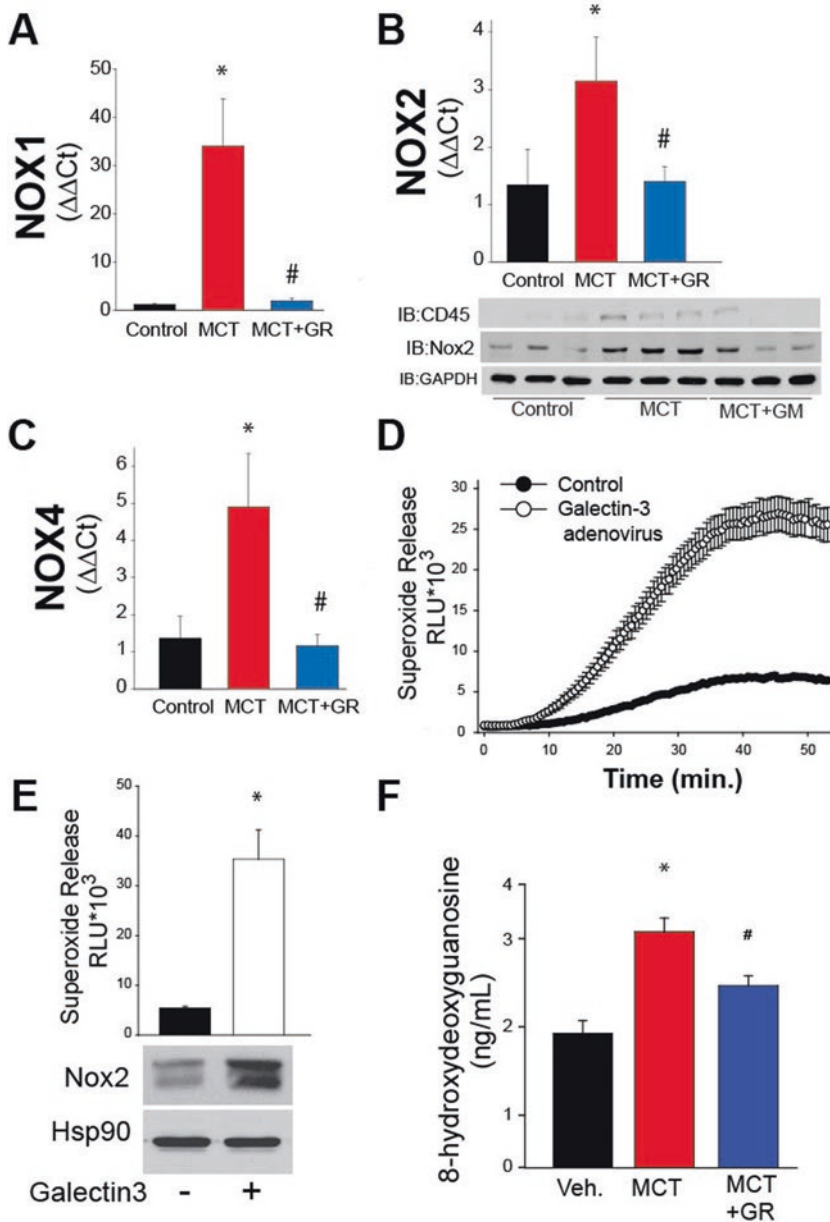 A
NOX1
(ΔΔCt)
50
40
30
20
10
0
*
#
Control MCT MCT+GR
B
NOX2
(ΔΔCt)
4
3
2
1
0
*
#
Control MCT MCT+GR
IB:CD45
IB:Nox2
IB:GAPDH
Control MCT MCT+GM
C
NOX4
(ΔΔCt)
6
5
4
3
2
1
0
*
#
Control MCT MCT+GR
D
Superoxide Release
RLU*10³
30
25
20
15
10
5
0
Control
Galectin-3
adenovirus
0 10 20 30 40 50
Time (min.)
E
Superoxide Release
RLU*10³
50
40
30
20
10
0
*
Nox2
Hsp90
Galectin3 - +
F
8-hydroxydeoxyguanosine
(ng/mL)
4
3
2
1
0
*
#
Veh. MCT MCT
+GR